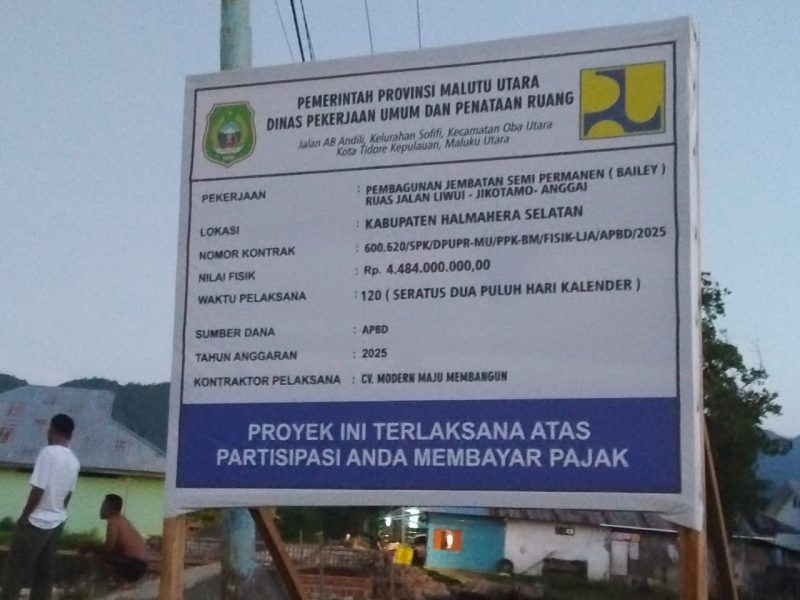 PEMERINTAH PROVINSI MALUTU UTARA
DINAS PEKERJAAN UMUM DAN PENATAAN RUANG
Jalan AB Andili, Kelurahan Sofifi, Kecamatan Oba Utara
Kota Tidore Kepulauan, Maluku Utara
PEKERJAAN : PEMBAGUNAN JEMBATAN SEMI PERMANEN ( BAILEY )
RUAS JALAN LIWUI - JIKOTAMO- ANGGAI
LOKASI : KABUPATEN HALMAHERA SELATAN
NOMOR KONTRAK : 600.620/SPK/DPUPR-MU/PPK-BM/FISIK-LJA/APBD/2025
NILAI FISIK : Rp. 4.484.000.000,00
WAKTU PELAKSANA : 120 ( SERATUS DUA PULUH HARI KALENDER )
SUMBER DANA : APBD
TAHUN ANGGARAN : 2025
KONTRAKTOR PELAKSANA : CV. MODERN MAJU MEMBANGUN
PROYEK INI TERLAKSANA ATAS
PARTISIPASI ANDA MEMBAYAR PAJAK